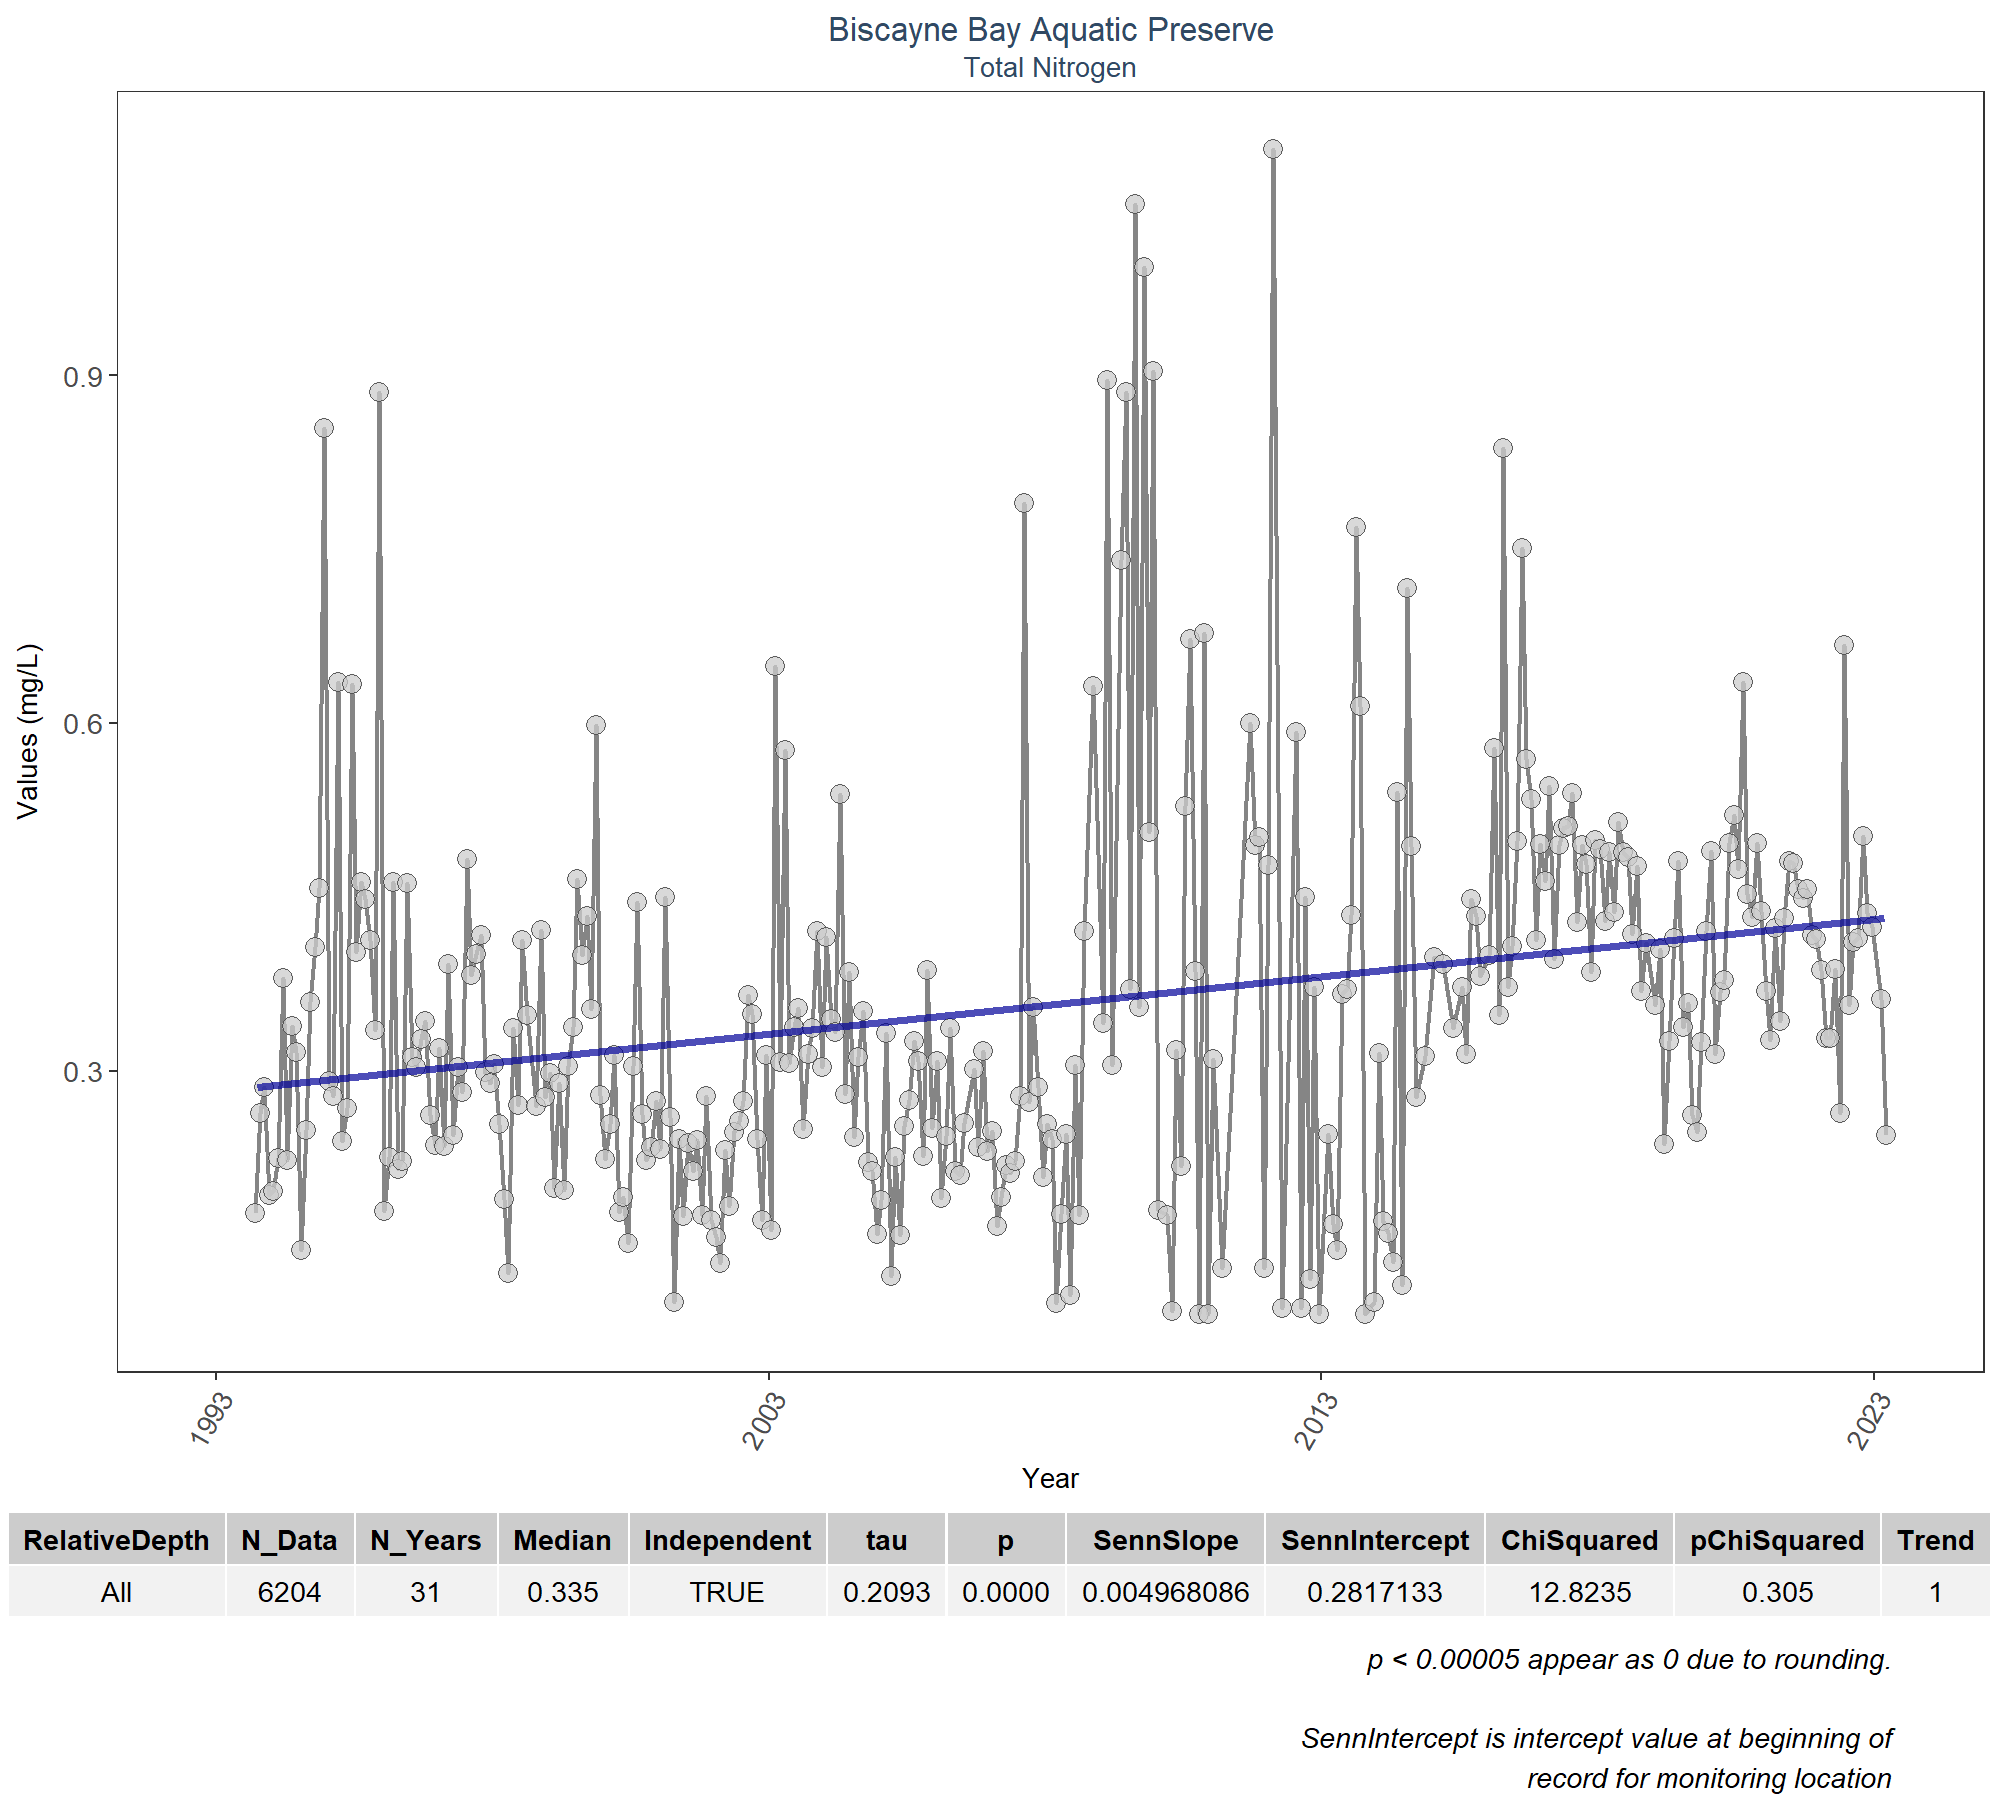 Biscayne Bay Aquatic Preserve
Total Nitrogen
Values (mg/L)
0.9
0.6
0.3
1993 2003 2013 2023
Year
RelativeDepth N_Data N_Years Median Independent tau p SennSlope SennIntercept ChiSquared pChiSquared Trend
All 6204 31 0.335 TRUE 0.2093 0.0000 0.004968086 0.2817133 12.8235 0.305 1
p < 0.00005 appear as 0 due to rounding.
SennIntercept is intercept value at beginning of
record for monitoring location